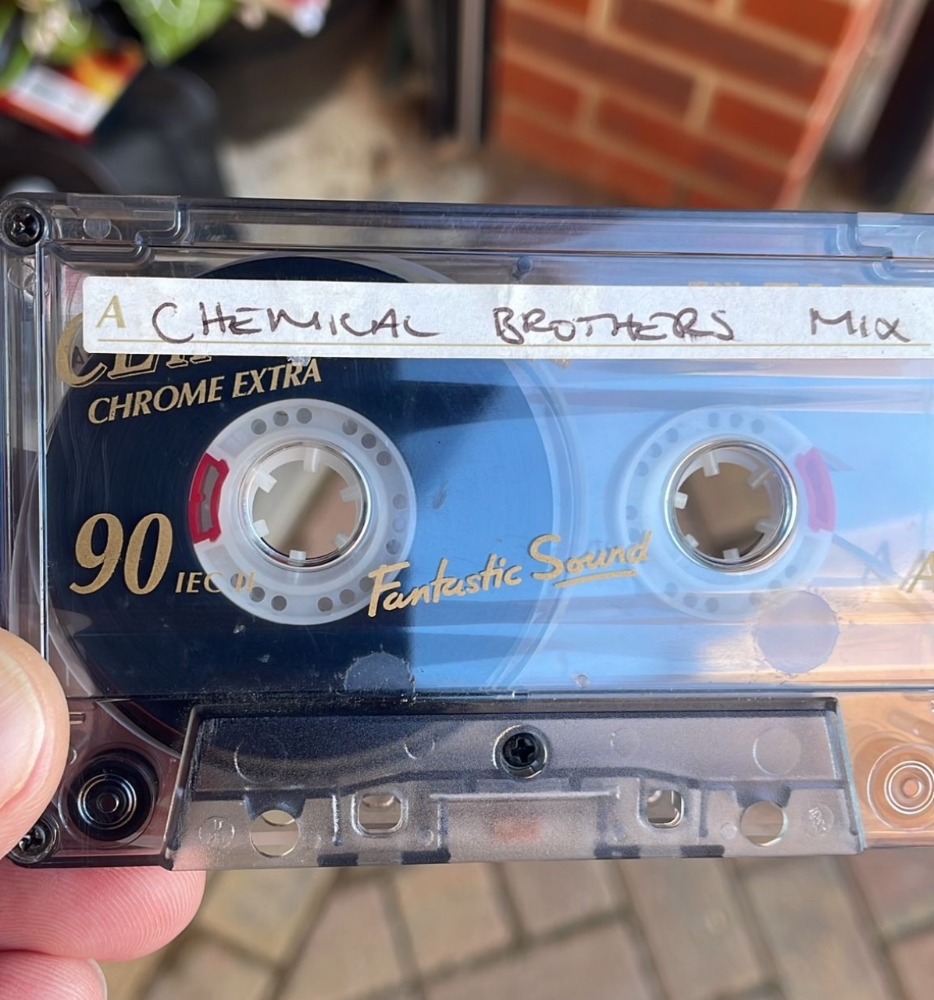 A CHEMICAL BROTHERS MIX
CHROME EXTRA
90 IEC II
Fantastic Sound